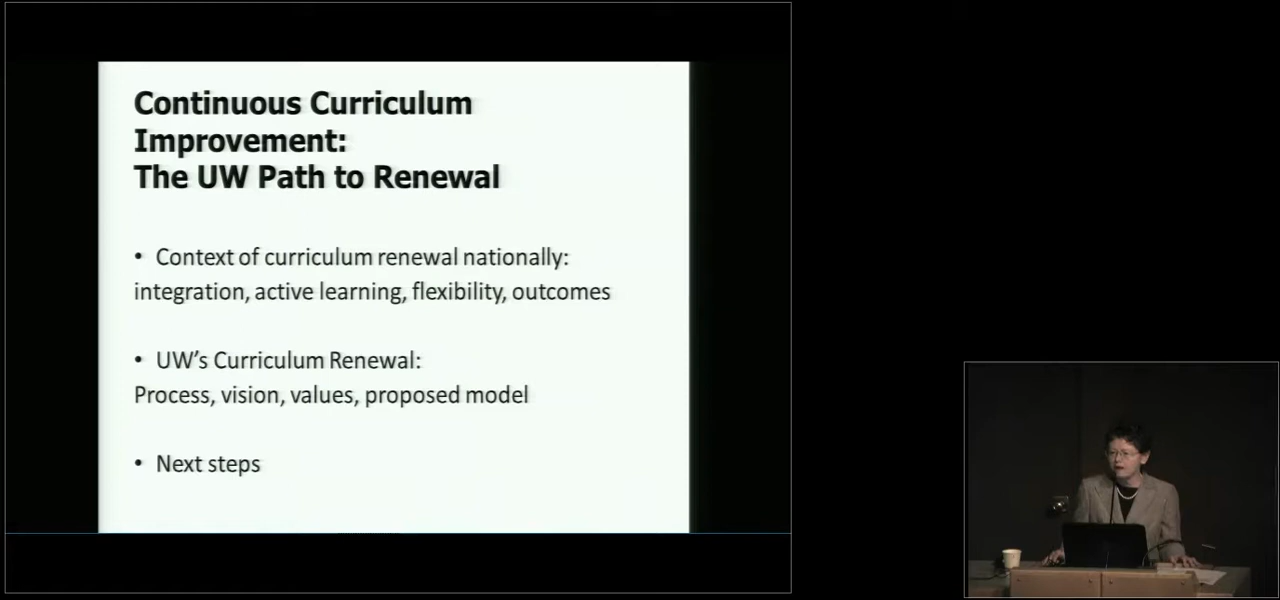 Continuous Curriculum
Improvement:
The UW Path to Renewal
• Context of curriculum renewal nationally:
integration, active learning, flexibility, outcomes
• UW's Curriculum Renewal:
Process, vision, values, proposed model
• Next steps